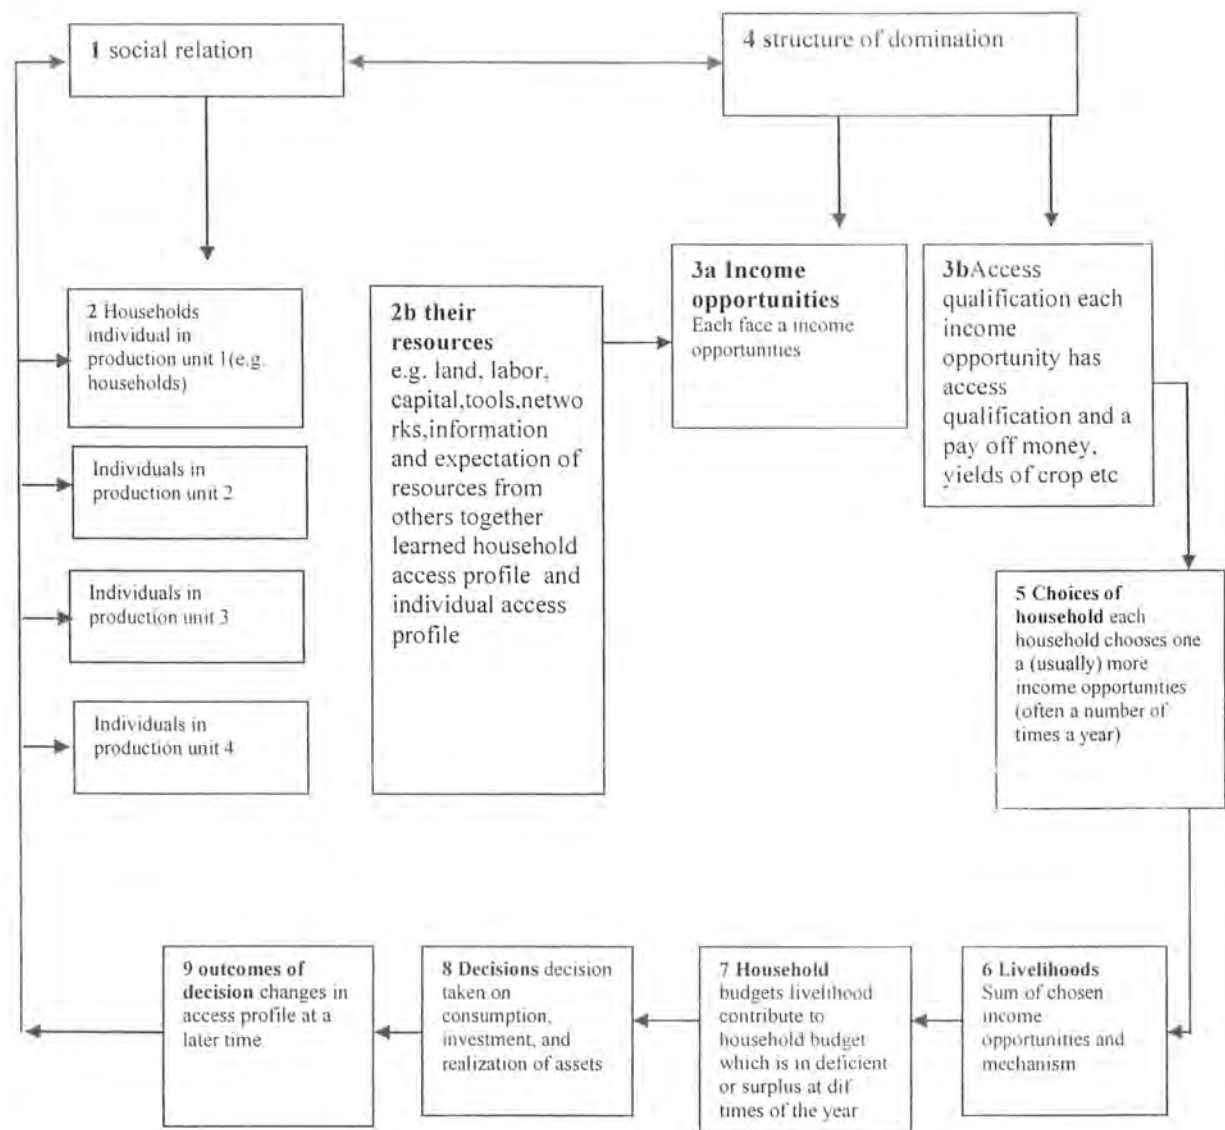 1 social relation
4 structure of domination
2 Households
individual in
production unit 1(e.g.
households)
Individuals in
production unit 2
Individuals in
production unit 3
Individuals in
production unit 4
2b their
resources
e.g. land, labor,
capital,tools,netwo
rks,information
and expectation of
resources from
others together
learned household
access profile and
individual access
profile
3a Income
opportunities
Each face a income
opportunities
3bAccess
qualification each
income
opportunity has
access
qualification and a
pay off money,
yields of crop etc
5 Choices of
household each
household chooses one
a (usually) more
income opportunities
(often a number of
times a year)
9 outcomes of
decision changes in
access profile at a
later time
8 Decisions decision
taken on
consumption,
investment, and
realization of assets
7 Household
budgets livelihood
contribute to
household budget
which is in deficient
or surplus at dif
times of the year
6 Livelihoods
Sum of chosen
income
opportunities and
mechanism